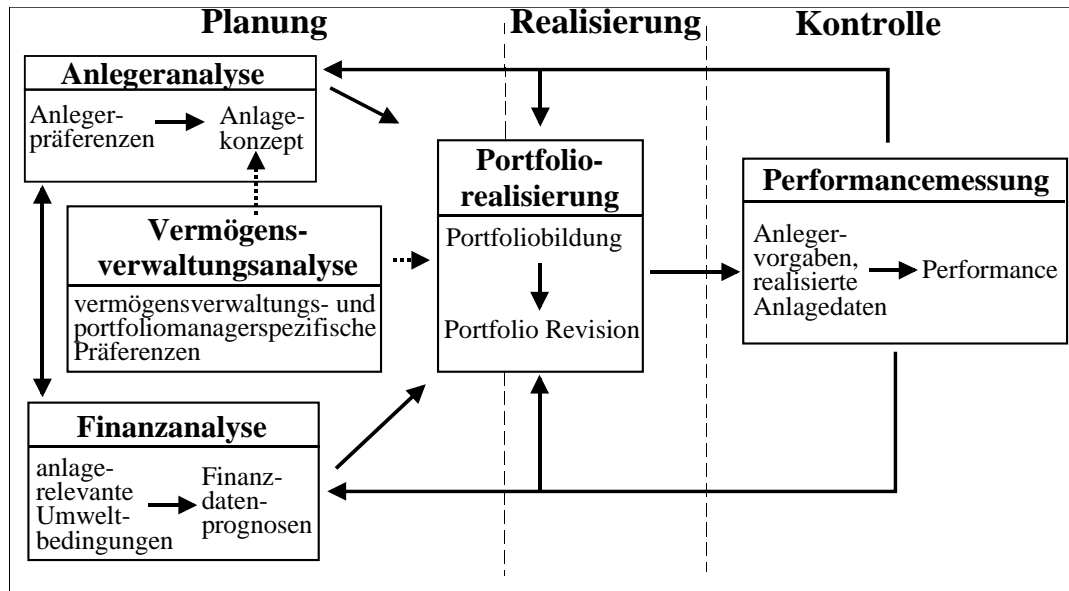 Planung
Realisierung
Kontrolle
Anlegeranalyse
Anleger-
präferenzen
Anlage-
konzept
Vermögens-
verwaltungsanalyse
vermögensverwaltungs- und
portfoliomanagerspezifische
Präferenzen
Finanzanalyse
anlage-
relevante
Umwelt-
bedingungen
Finanz-
daten-
prognosen
Portfolio-
realisierung
Portfoliobildung
Portfolio Revision
Performancemessung
Anleger-
vorgaben,
realisierte
Anlagedaten
Performance